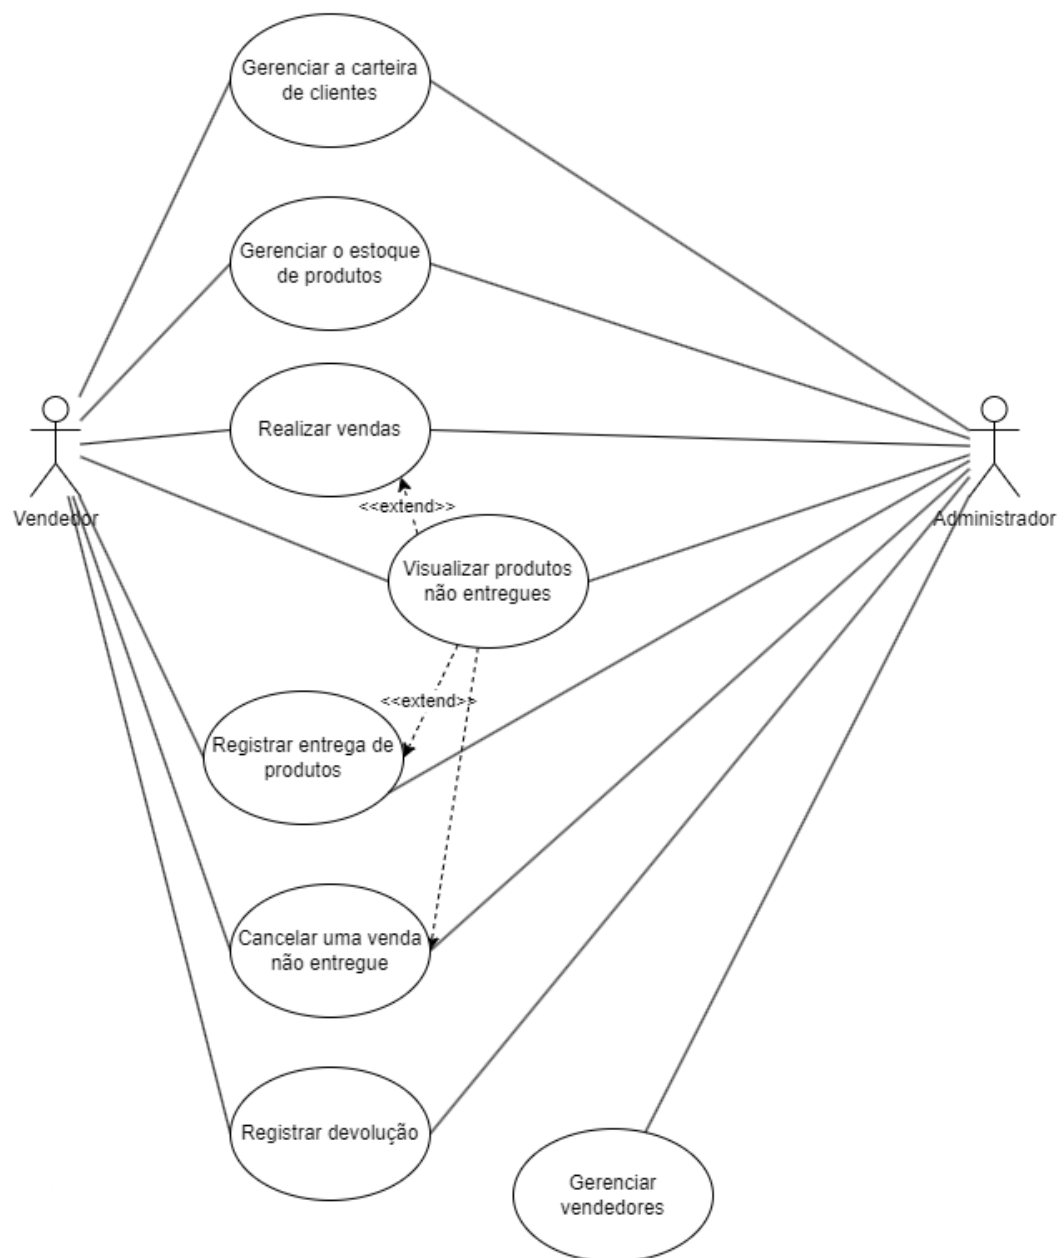 Gerenciar a carteira
de clientes
Gerenciar o estoque
de produtos
Realizar vendas
<<extend>>
Vendedor
Administrador
Visualizar produtos
não entregues
<<extend>>
Registrar entrega de
produtos
Cancelar uma venda
não entregue
Registrar devolução
Gerenciar
vendedores